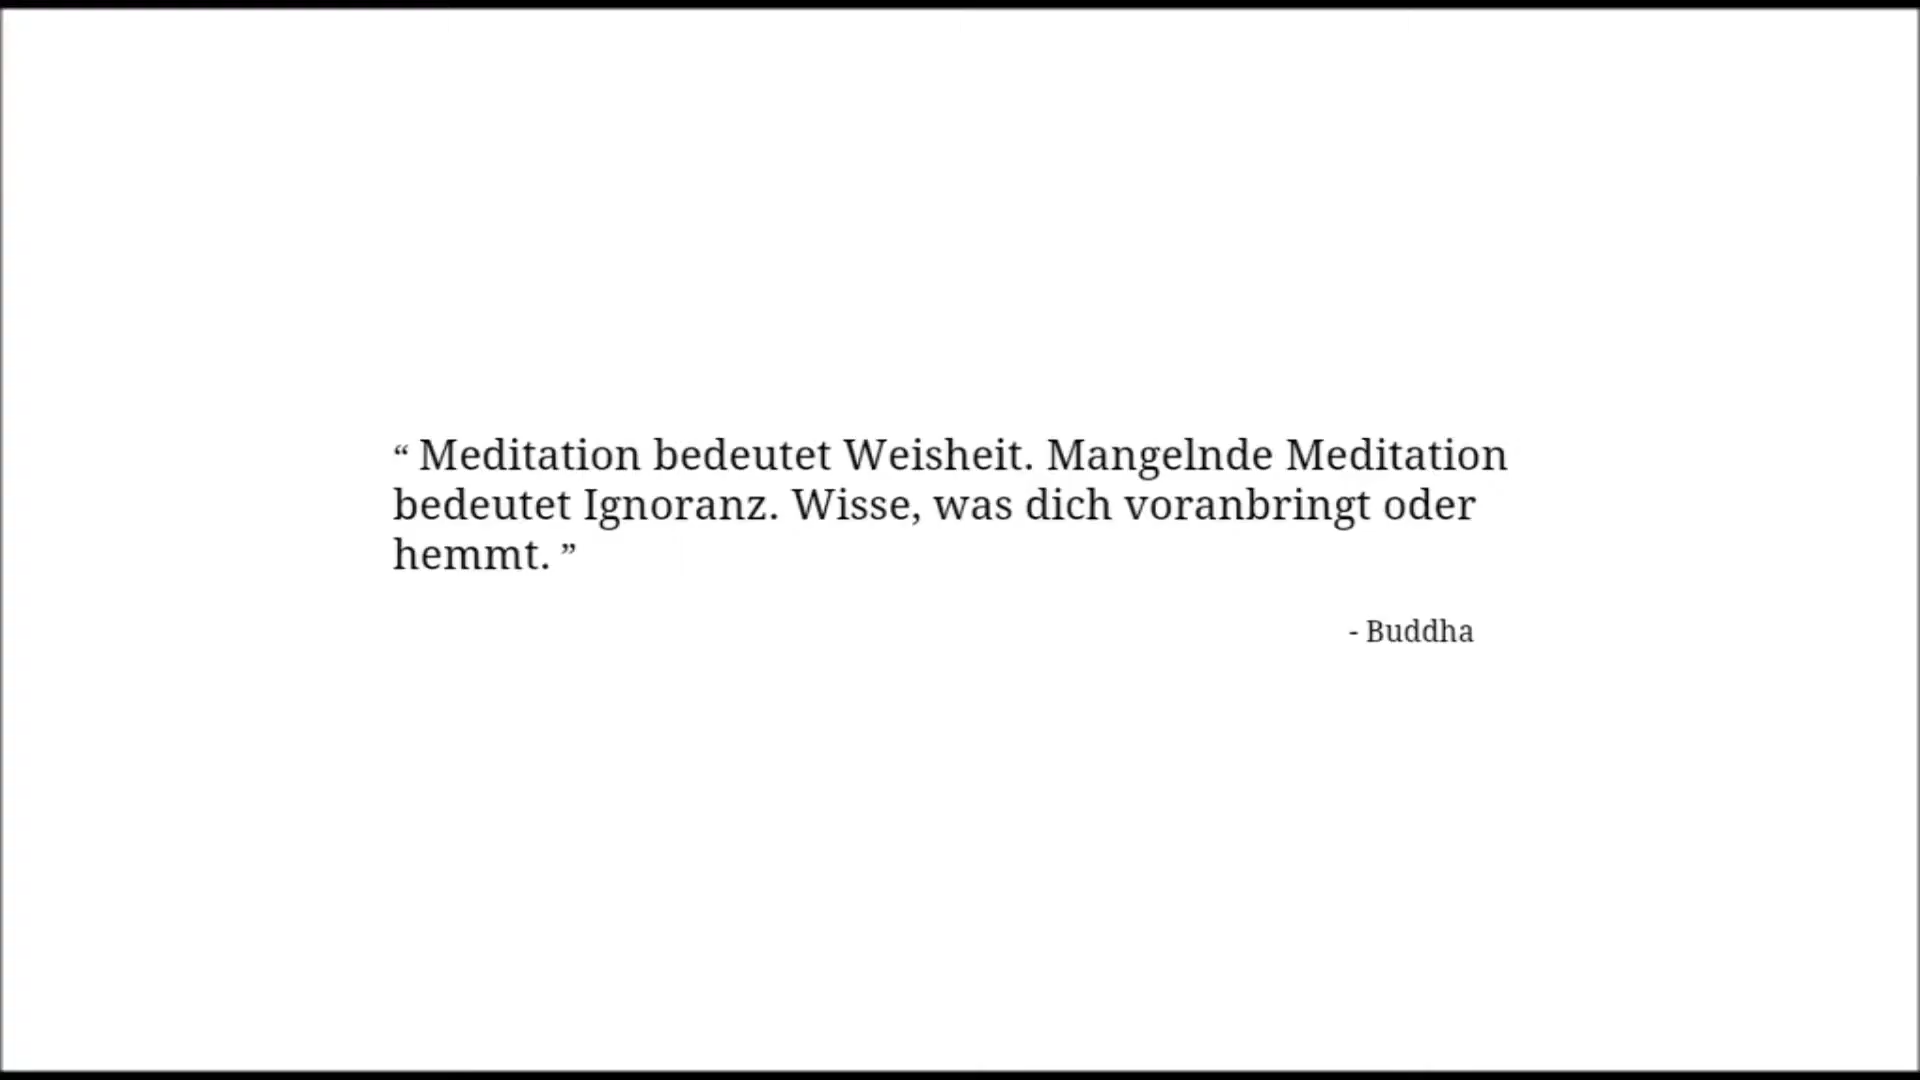 “ Meditation bedeutet Weisheit. Mangelnde Meditation
bedeutet Ignoranz. Wisse, was dich voranbringt oder
hemmt. ”
- Buddha